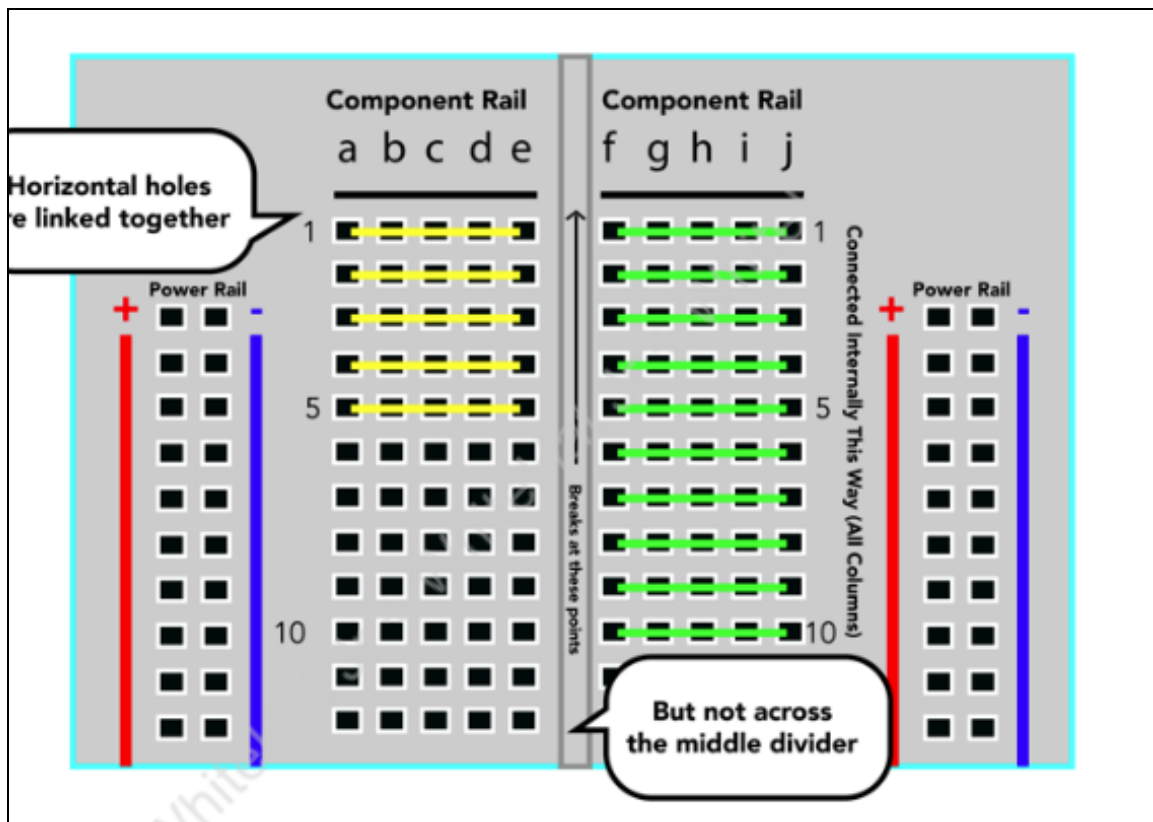 Component Rail
Component Rail
a b c d e
f g h i j
Horizontal holes
re linked together
1
1
Power Rail
Power Rail
+
-
+
-
5
5
10
10
Connected Internally This Way (All Columns)
Breaks at these points
But not across
the middle divider